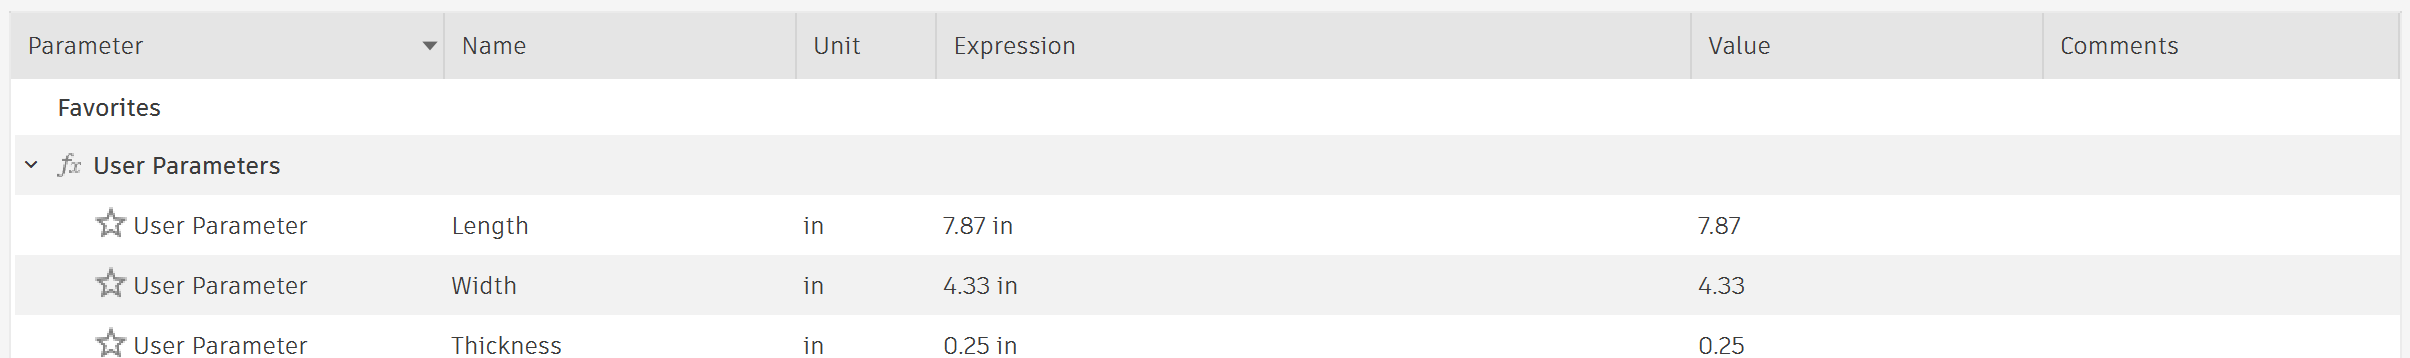 Parameter Name Unit Expression Value Comments
Favorites
fx User Parameters
User Parameter Length in 7.87 in 7.87
User Parameter Width in 4.33 in 4.33
User Parameter Thickness in 0.25 in 0.25